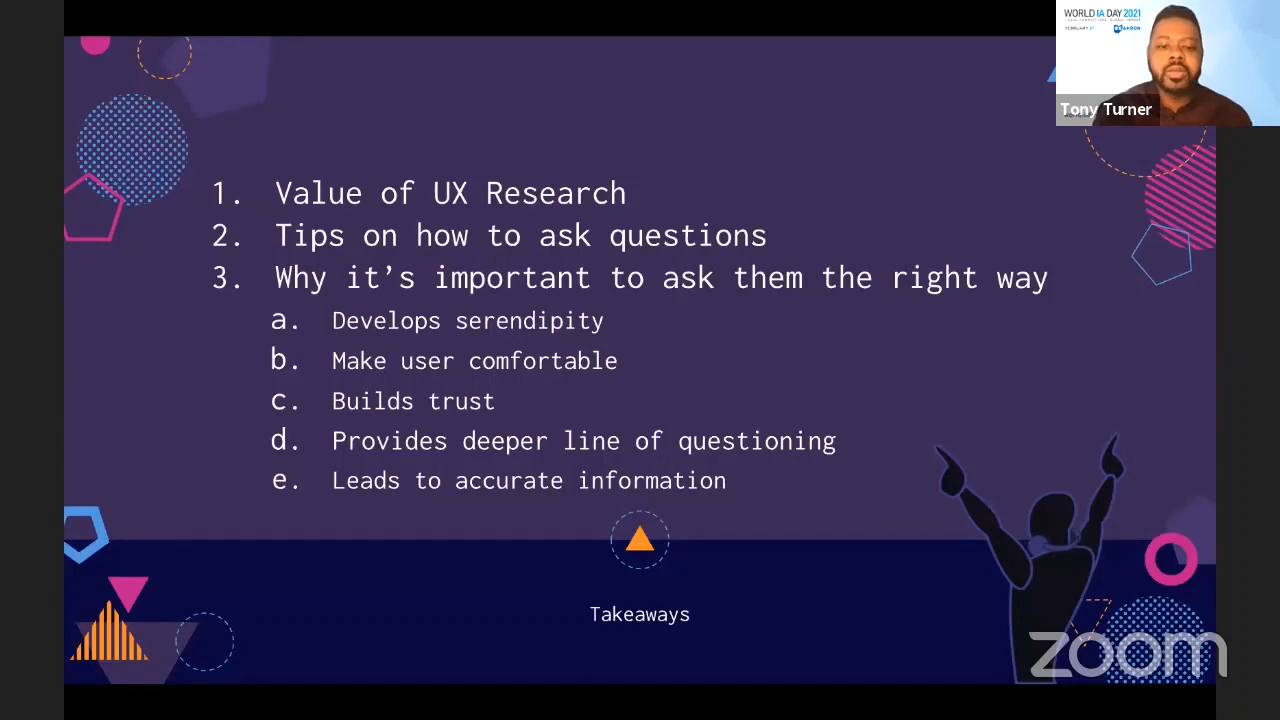 WORLD IA DAY 2021
AKRON
Tony Turner
1. Value of UX Research
2. Tips on how to ask questions
3. Why it’s important to ask them the right way
a. Develops serendipity
b. Make user comfortable
c. Builds trust
d. Provides deeper line of questioning
e. Leads to accurate information
Takeaways
zoom